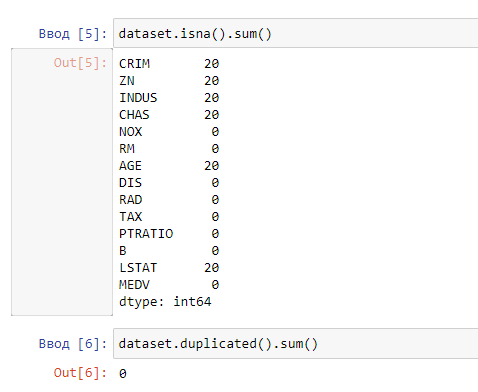 Ввод [5]: dataset.isna().sum()
Out[5]: CRIM 20
ZN 20
INDUS 20
CHAS 20
NOX 0
RM 0
AGE 20
DIS 0
RAD 0
TAX 0
PTRATIO 0
B 0
LSTAT 20
MEDV 0
dtype: int64
Ввод [6]: dataset.duplicated().sum()
Out[6]: 0